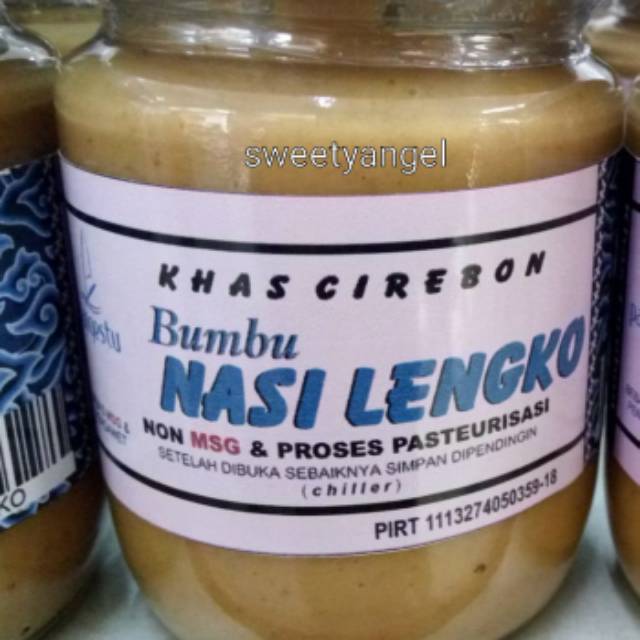 sweetyangel
KHAS CIREBON
Bumbu
NASI LENGKO
NON MSG & PROSES PASTEURISASI
SETELAH DIBUKA SEBAIKNYA SIMPAN DIPENDINGIN
(chiller)
PIRT 1113274050359-18